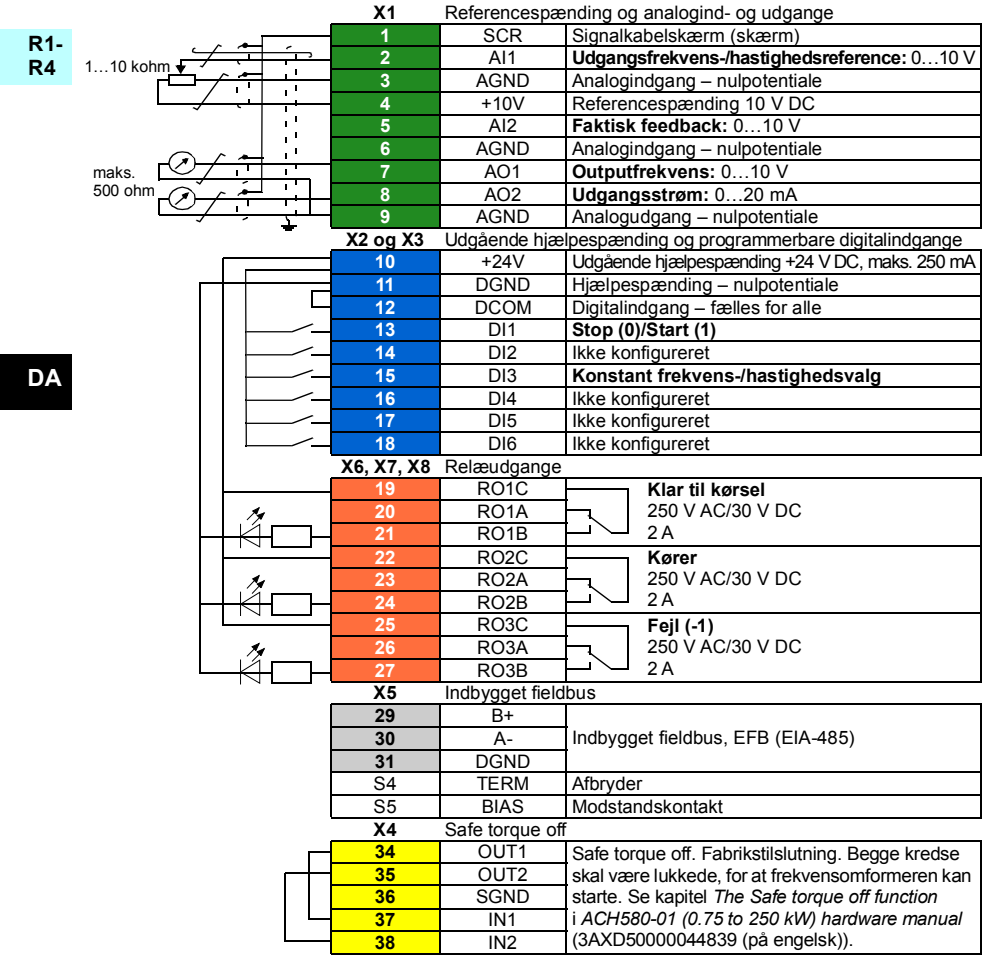 X1 Referencespænding og analogind- og udgange
R1-
R4
1…10 kohm
maks.
500 ohm
1 SCR Signalkabelskærm (skærm)
2 AI1 Udgangsfrekvens-/hastighedsreference: 0…10 V
3 AGND Analogindgang – nulpotentiale
4 +10V Referencespænding 10 V DC
5 AI2 Faktisk feedback: 0…10 V
6 AGND Analogindgang – nulpotentiale
7 AO1 Outputfrekvens: 0…10 V
8 AO2 Udgangsstrøm: 0…20 mA
9 AGND Analogudgang – nulpotentiale
X2 og X3 Udgående hjælpespænding og programmerbare digitalindgange
10 +24V Udgående hjælpespænding +24 V DC, maks. 250 mA
11 DGND Hjælpespænding – nulpotentiale
12 DCOM Digitalindgang – fælles for alle
13 DI1 Stop (0)/Start (1)
14 DI2 Ikke konfigureret
DA
15 DI3 Konstant frekvens-/hastighedsvalg
16 DI4 Ikke konfigureret
17 DI5 Ikke konfigureret
18 DI6 Ikke konfigureret
X6, X7, X8 Relæudgange
19 RO1C Klar til kørsel
20 RO1A 250 V AC/30 V DC
21 RO1B 2 A
22 RO2C Kører
23 RO2A 250 V AC/30 V DC
24 RO2B 2 A
25 RO3C Fejl (-1)
26 RO3A 250 V AC/30 V DC
27 RO3B 2 A
X5 Indbygget fieldbus
29 B+
30 A- Indbygget fieldbus, EFB (EIA-485)
31 DGND
S4 TERM Afbryder
S5 BIAS Modstandskontakt
X4 Safe torque off
34 OUT1 Safe torque off. Fabrikstilslutning. Begge kredse
35 OUT2 skal være lukkede, for at frekvensomformeren kan
36 SGND starte. Se kapitel The Safe torque off function
37 IN1 i ACH580-01 (0.75 to 250 kW) hardware manual
38 IN2 (3AXD50000044839 (på engelsk)).